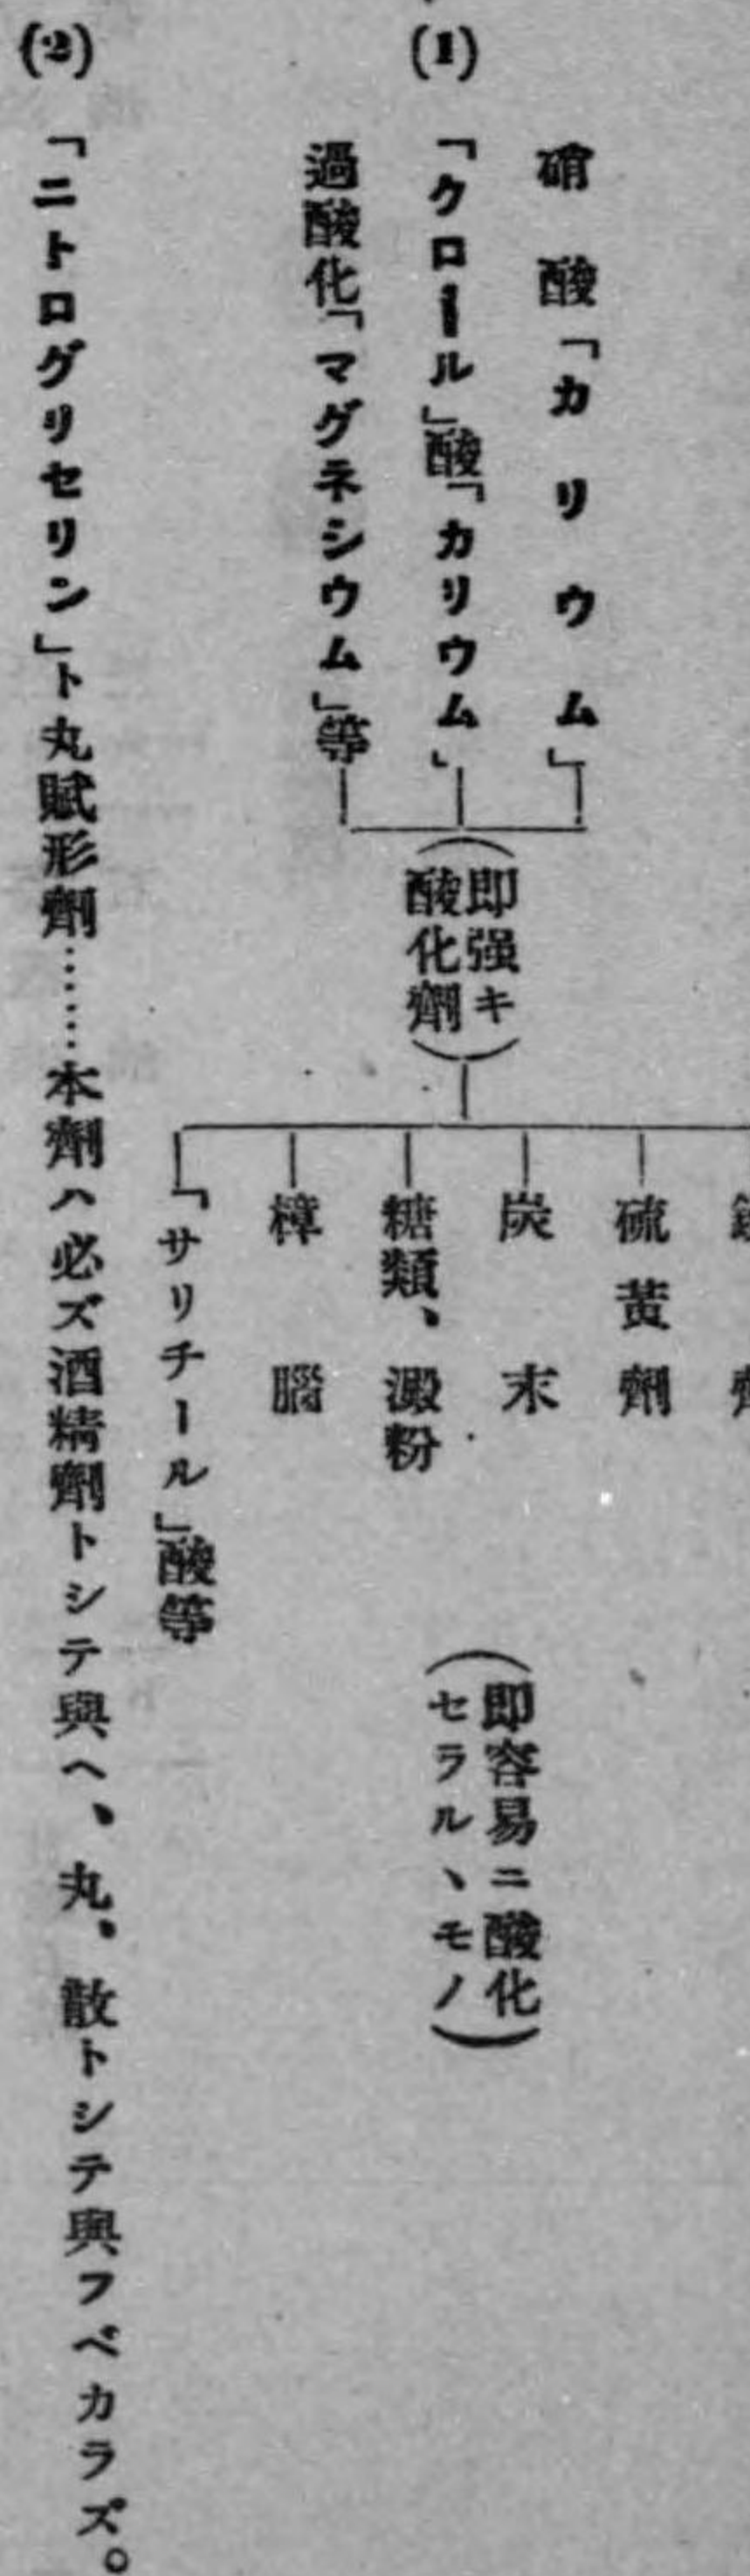 (1)
硝酸「カリウム」
「クロール」酸「カリウム」
過酸化「マグネシウム」等
(即强キ
酸化劑)
硫黃劑
炭末
糖類、澱粉
樟腦
「サリチール」酸等
(即容易ニ酸化
セラルヽモノ)
(2) 「ニトログリセリン」ト丸賦形劑……本劑ハ必ズ酒精劑トシテ與ヘ、丸、散トシテ與フベカラズ。